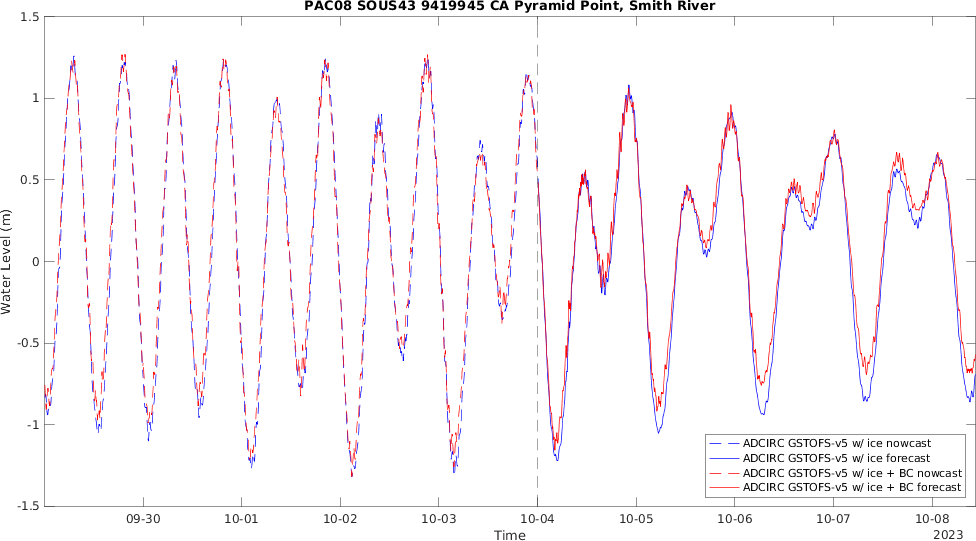 PAC08 SOUS43 9419945 CA Pyramid Point, Smith River
1.5
1
0.5
0
-0.5
-1
-1.5
Water Level (m)
ADCIRC GSTOFS-v5 w/ ice nowcast
ADCIRC GSTOFS-v5 w/ ice forecast
ADCIRC GSTOFS-v5 w/ ice + BC nowcast
ADCIRC GSTOFS-v5 w/ ice + BC forecast
09-30 10-01 10-02 10-03 10-04 10-05 10-06 10-07 10-08
Time
2023